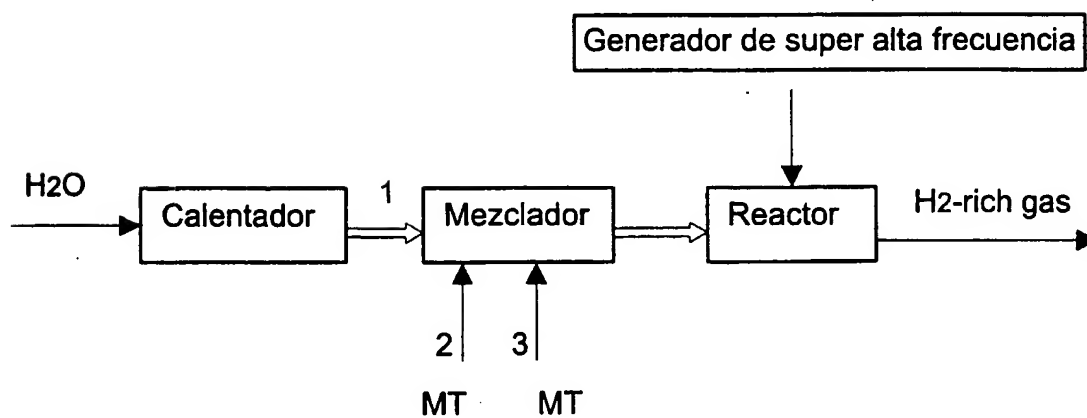 Generador de super alta frecuencia
H2O
1
Calentador
Mezclador
Reactor
H2-rich gas
2
3
MT
MT